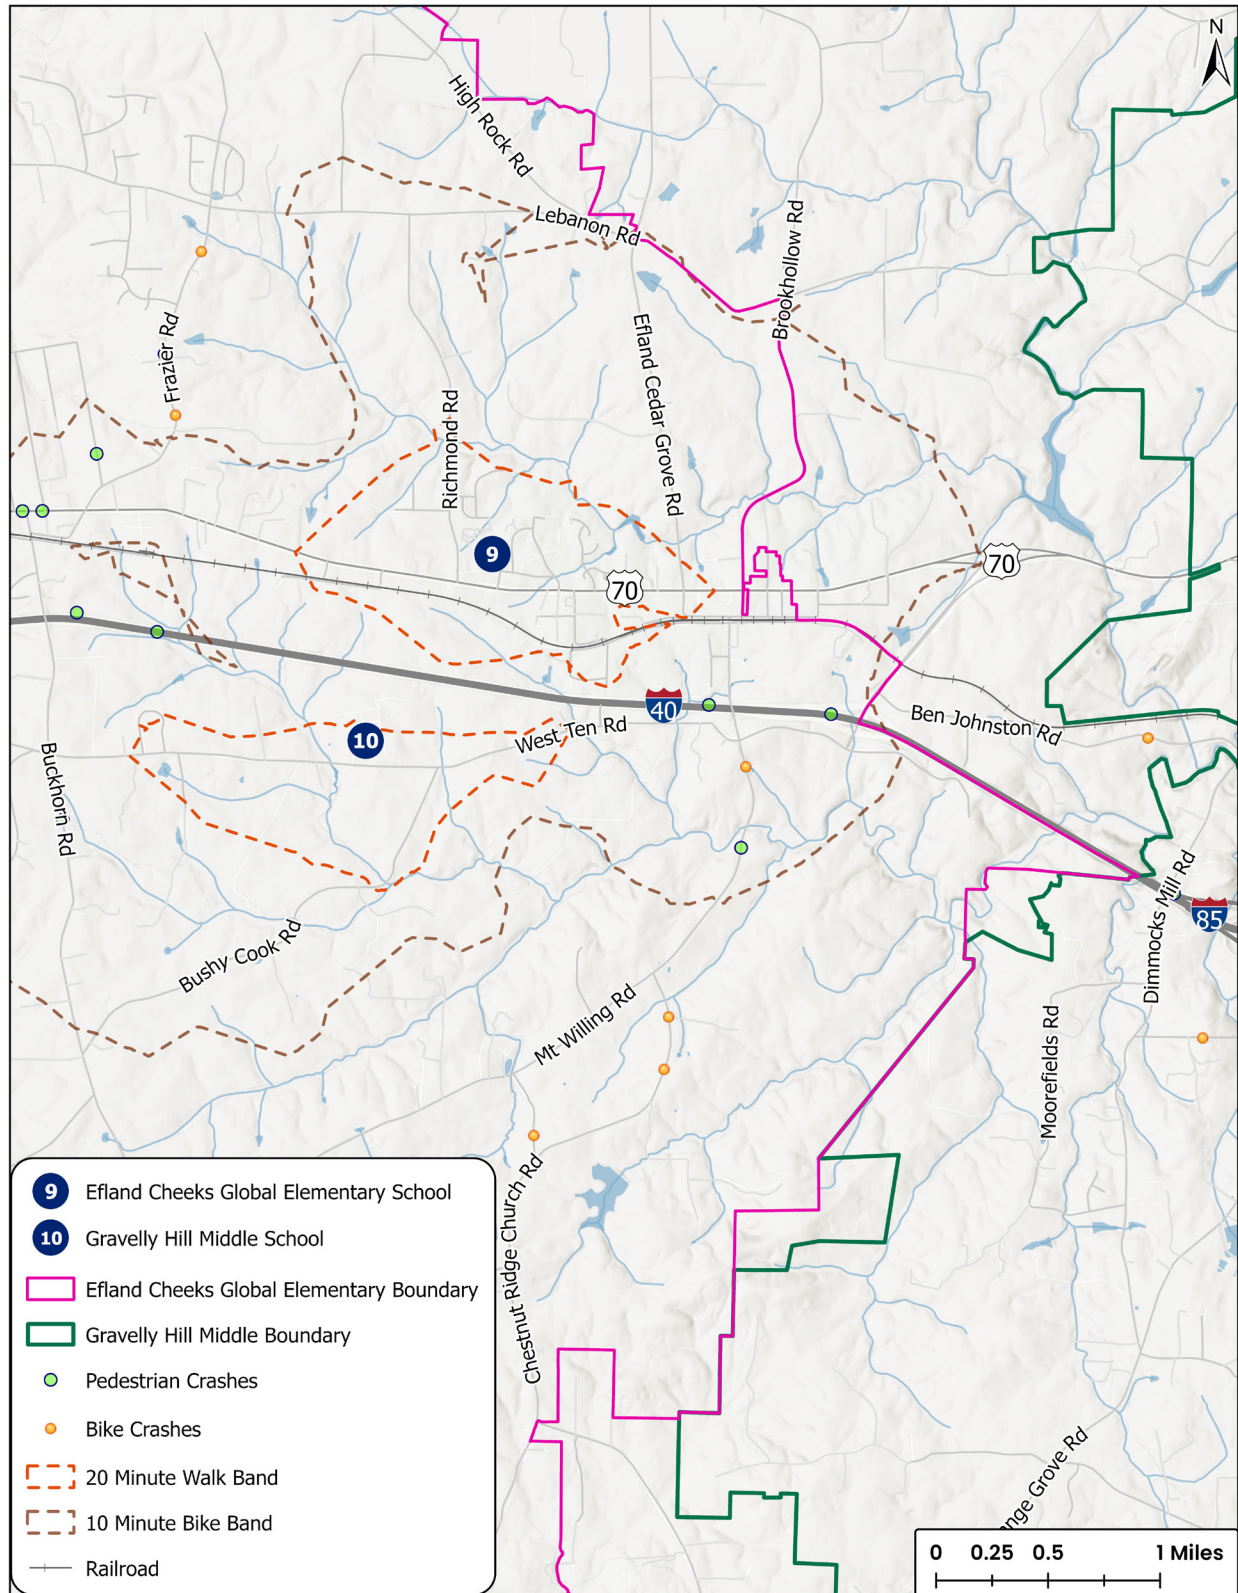 N
High Rock Rd
Lebanon Rd
Brookhollow Rd
Frazier Rd
Efland Cedar Grove Rd
Richmond Rd
9
70
70
40
West Ten Rd
Ben Johnston Rd
10
Buckhorn Rd
Dimmocks Mill Rd
85
Bushy Cook Rd
Mt Willing Rd
Moorefields Rd
Chestnut Ridge Church Rd
9 Efland Cheeks Global Elementary School
10 Gravelly Hill Middle School
Efland Cheeks Global Elementary Boundary
Gravelly Hill Middle Boundary
Pedestrian Crashes
Bike Crashes
20 Minute Walk Band
10 Minute Bike Band
Railroad
Grove Rd
0 0.25 0.5 1 Miles